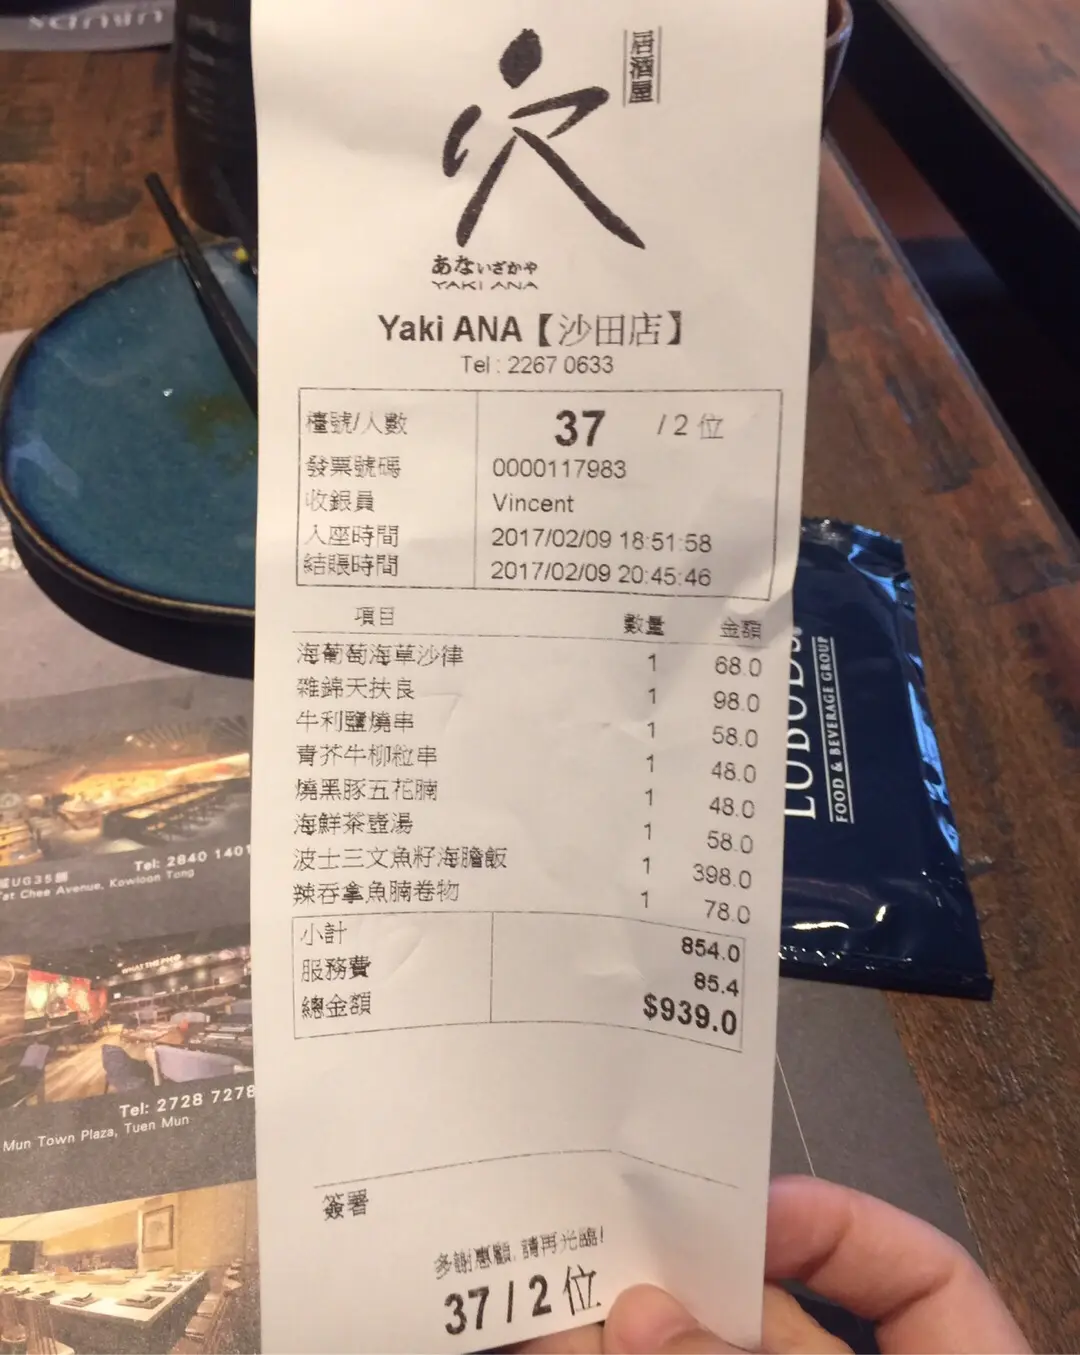 居酒屋
穴
あないざかや
YAKI ANA
Yaki ANA【沙田店】
Tel : 2267 0633
檯號/人數 37 / 2 位
發票號碼 0000117983
收銀員 Vincent
入座時間 2017/02/09 18:51:58
結賬時間 2017/02/09 20:45:46
項目 數量 金額
海葡萄海草沙律 1 68.0
雜錦天扶良 1 98.0
牛利鹽燒串 1 58.0
青芥牛柳粒串 1 48.0
燒黑豚五花腩 1 48.0
海鮮茶壺湯 1 58.0
波士三文魚籽海膽飯 1 398.0
辣吞拿魚腩卷物 1 78.0
小計 854.0
服務費 85.4
總金額 $939.0
簽署
多謝惠顧,請再光臨!
37 / 2 位
FOOD & BEVERAGE GROUP
Tel: 2840 1401
UG35舖
Chee Avenue, Kowloon Tong
Tel: 2728 7278
Mun Town Plaza, Tuen Mun